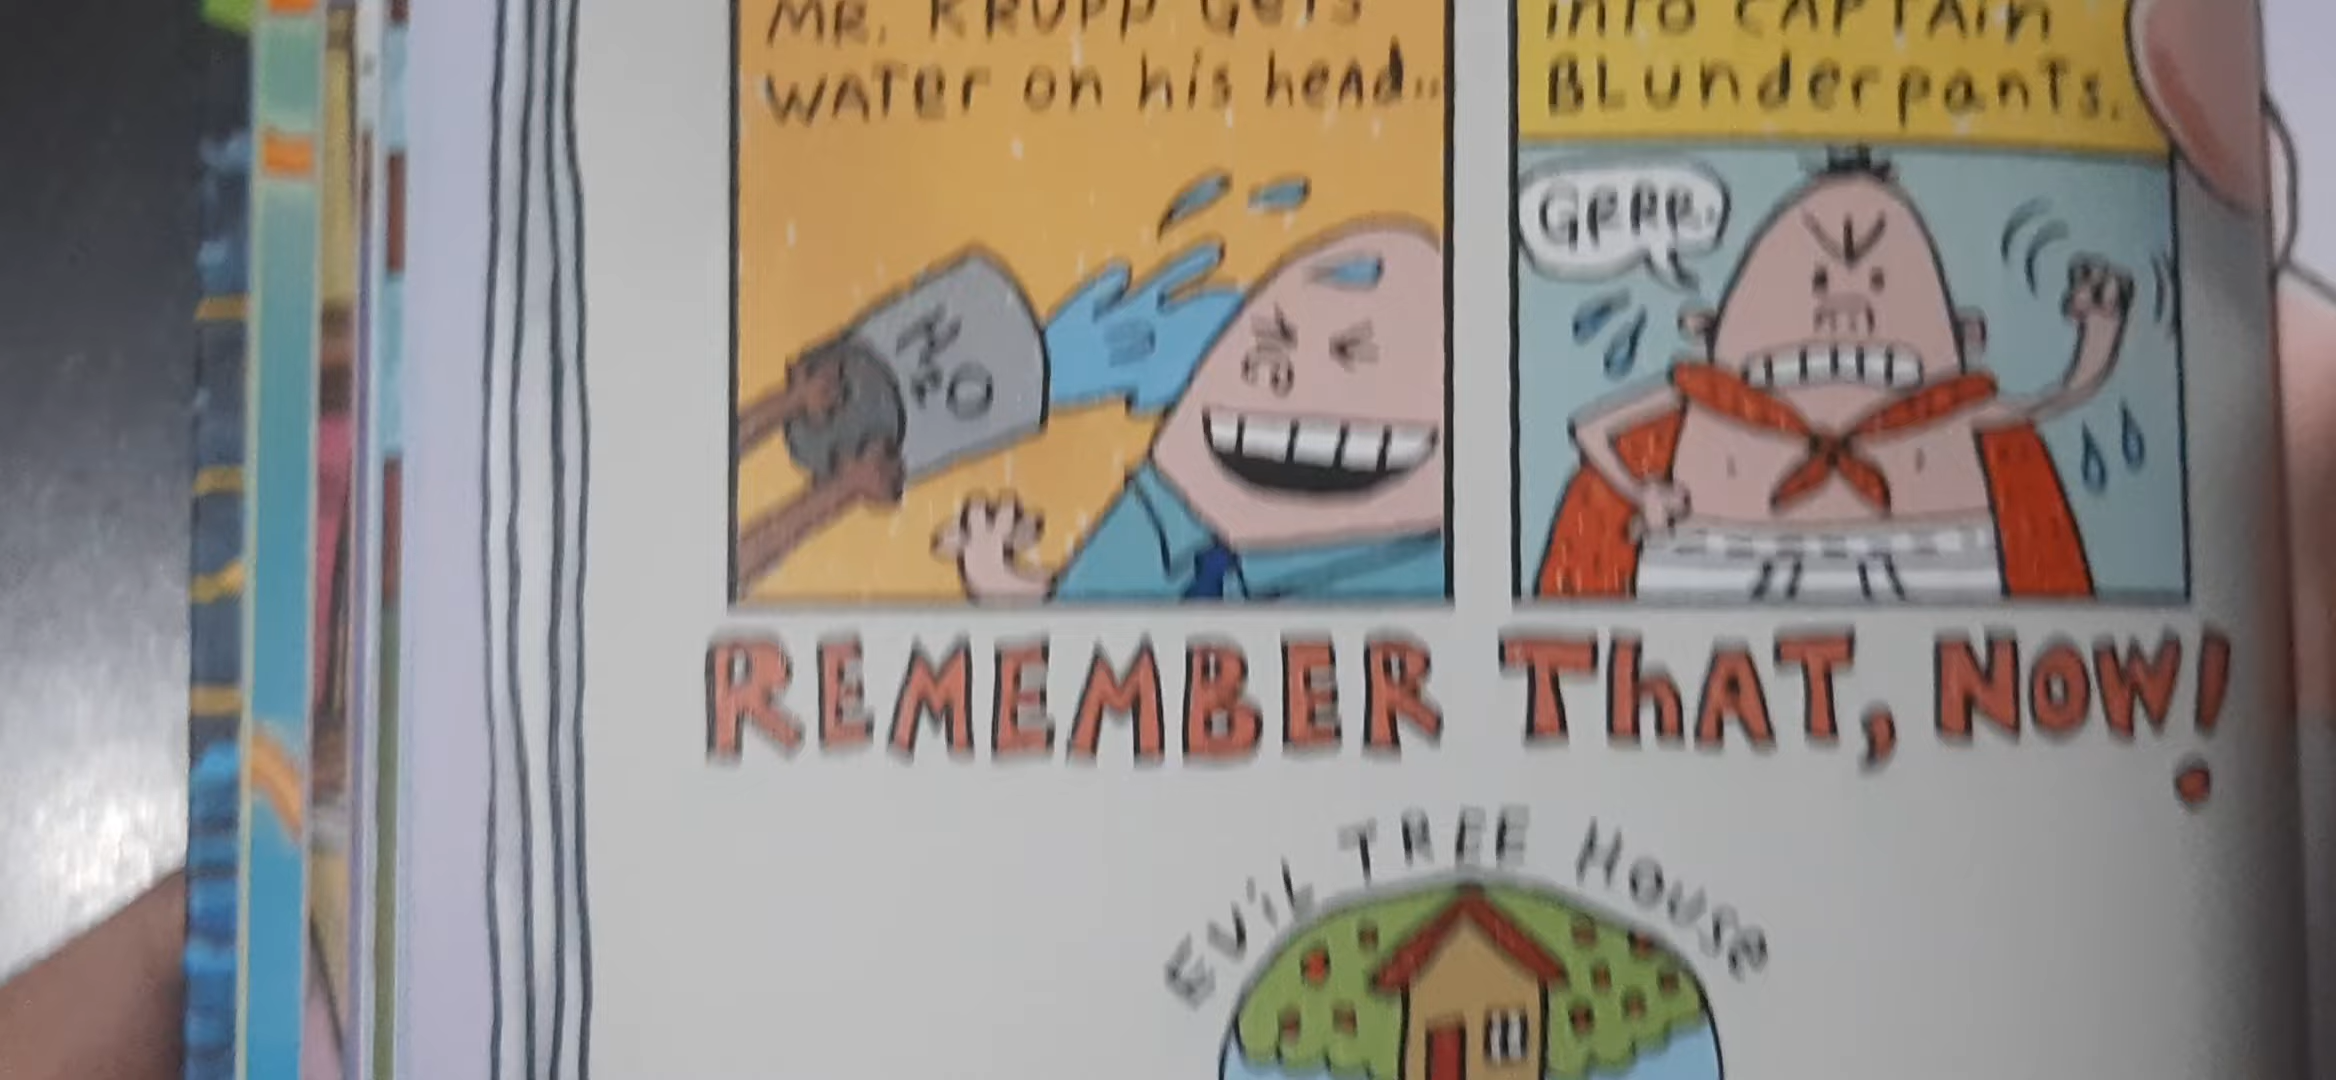 MR. KRUPP GeTS
WATer on his heAd..
H2O
inTo CAPTAin
BLunderpanTs.
GRRR.
REMEMBER ThAT, NOW!
EViL TREE HOUSe